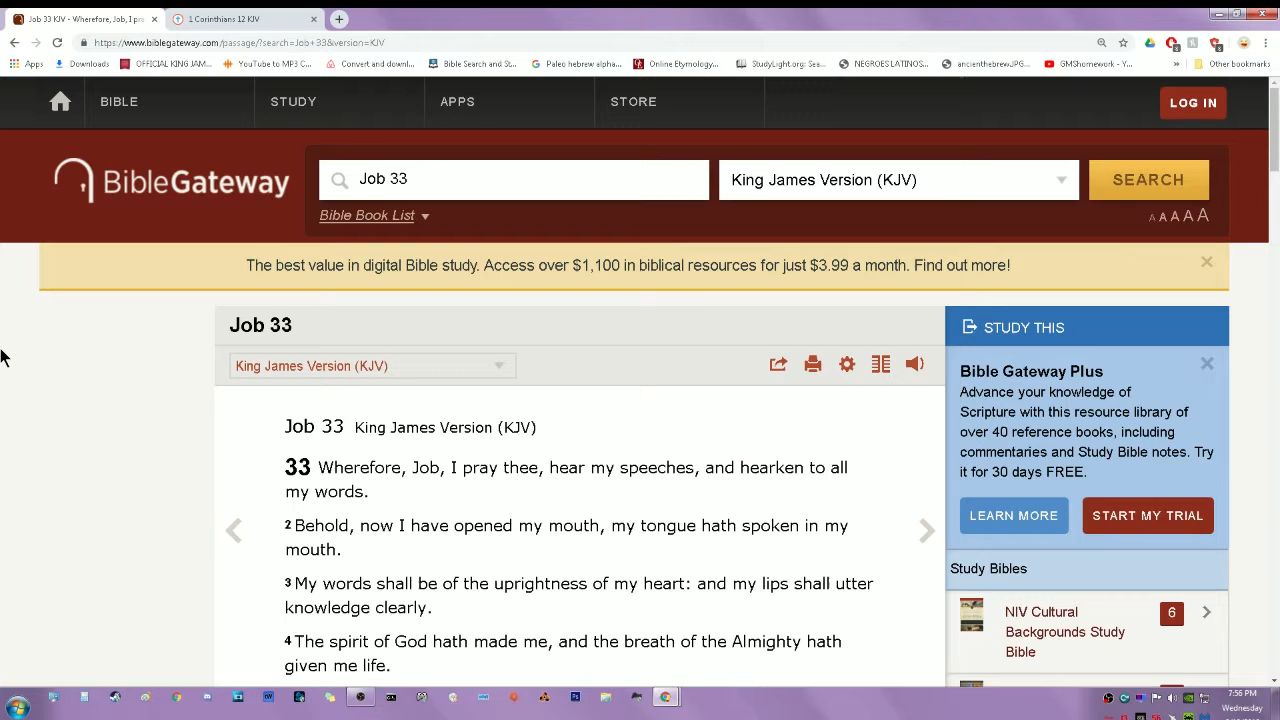 Job 33 KJV - Wherefore, Job, I pra
1 Corinthians 12 KJV
https://www.biblegateway.com/passage/?search=Job+33&version=KJV
Apps
Downloads
OFFICIAL KING JAM...
YouTube to MP3 C...
Convert and downl...
Bible Search and S...
Paleo hebrew alpha...
Online Etymology...
StudyLight.org: Sea...
NEGROES LATINOS...
ancienthebrewJPG...
GMShomework - Y...
Other bookmarks
BIBLE
STUDY
APPS
STORE
LOG IN
BibleGateway
Job 33
King James Version (KJV)
SEARCH
Bible Book List
A A A A A
The best value in digital Bible study. Access over $1,100 in biblical resources for just $3.99 a month. Find out more!
Job 33
King James Version (KJV)
Job 33 King James Version (KJV)
33 Wherefore, Job, I pray thee, hear my speeches, and hearken to all
my words.
2 Behold, now I have opened my mouth, my tongue hath spoken in my
mouth.
3 My words shall be of the uprightness of my heart: and my lips shall utter
knowledge clearly.
4 The spirit of God hath made me, and the breath of the Almighty hath
given me life.
STUDY THIS
Bible Gateway Plus
Advance your knowledge of
Scripture with this resource library of
over 40 reference books, including
commentaries and Study Bible notes. Try
it for 30 days FREE.
LEARN MORE
START MY TRIAL
Study Bibles
NIV Cultural
Backgrounds Study
Bible
6
7:56 PM
Wednesday